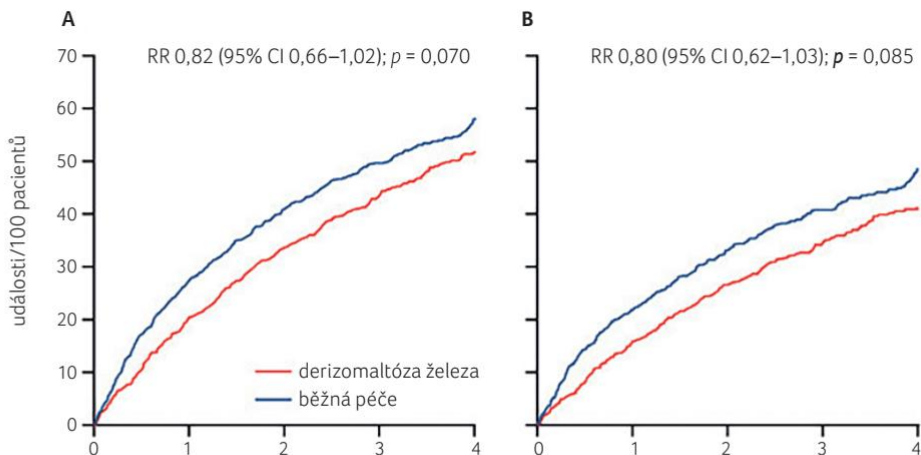 A
B
RR 0,82 (95% CI 0,66–1,02); p = 0,070
RR 0,80 (95% CI 0,62–1,03); p = 0,085
události/100 pacientů
70
60
50
40
30
20
10
0
derizomaltóza železa
běžná péče
0 1 2 3 4
0 1 2 3 4